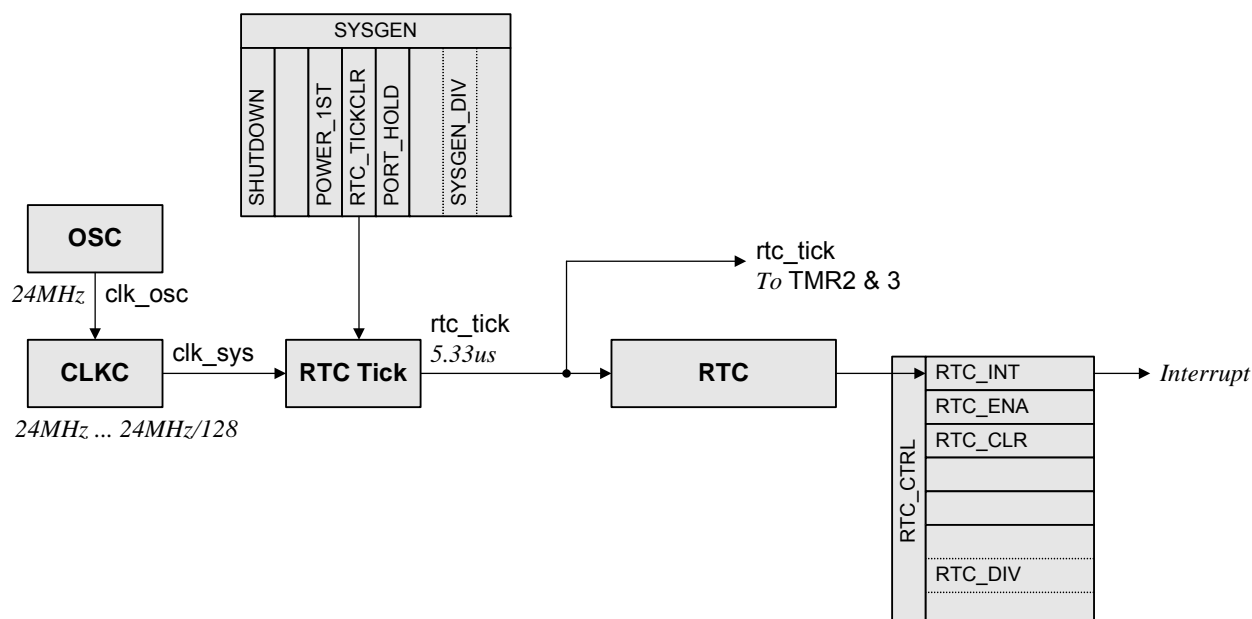 SYSGEN
SHUTDOWN
POWER_1ST
RTC_TICKCLR
PORT_HOLD
SYSGEN_DIV
OSC
24MHz
clk_osc
rtc_tick
To TMR2 & 3
CLKC
clk_sys
RTC Tick
rtc_tick
5.33us
RTC
24MHz ... 24MHz/128
RTC_CTRL
RTC_INT
Interrupt
RTC_ENA
RTC_CLR
RTC_DIV